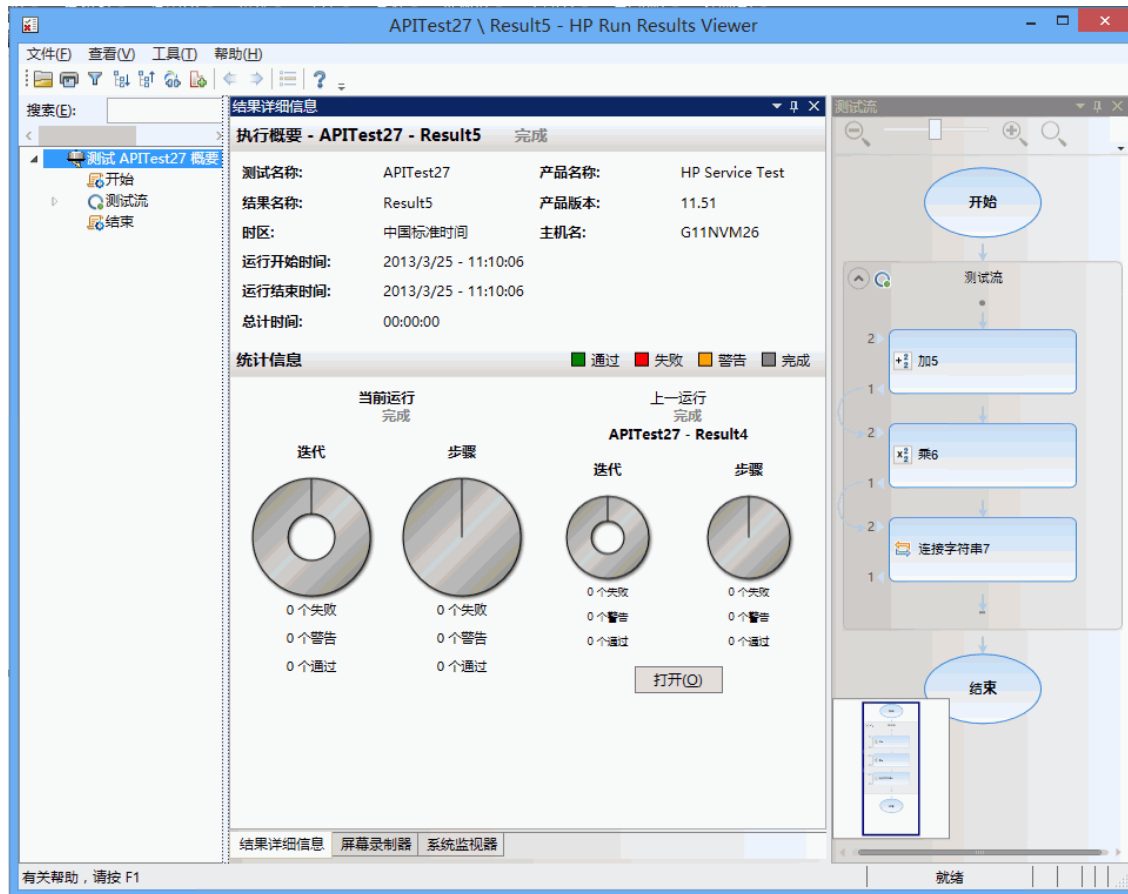 APITest27 \ Result5 - HP Run Results Viewer
文件(F) 查看(V) 工具(T) 帮助(H)
搜索(E):
测试 APITest27 概要
开始
测试流
结束
结果详细信息
执行概要 - APITest27 - Result5 完成
测试名称: APITest27 产品名称: HP Service Test
结果名称: Result5 产品版本: 11.51
时区: 中国标准时间 主机名: G11NVM26
运行开始时间: 2013/3/25 - 11:10:06
运行结束时间: 2013/3/25 - 11:10:06
总计时间: 00:00:00
统计信息 通过 失败 警告 完成
当前运行
完成
迭代 步骤
0 个失败 0 个失败
0 个警告 0 个警告
0 个通过 0 个通过
上一运行
完成
APITest27 - Result4
迭代 步骤
0 个失败 0 个失败
0 个警告 0 个警告
0 个通过 0 个通过
打开(O)
结果详细信息 屏幕录制器 系统监视器
测试流
开始
测试流
2
加5
1
2
乘6
1
2
连接字符串7
1
结束
有关帮助，请按 F1 就绪